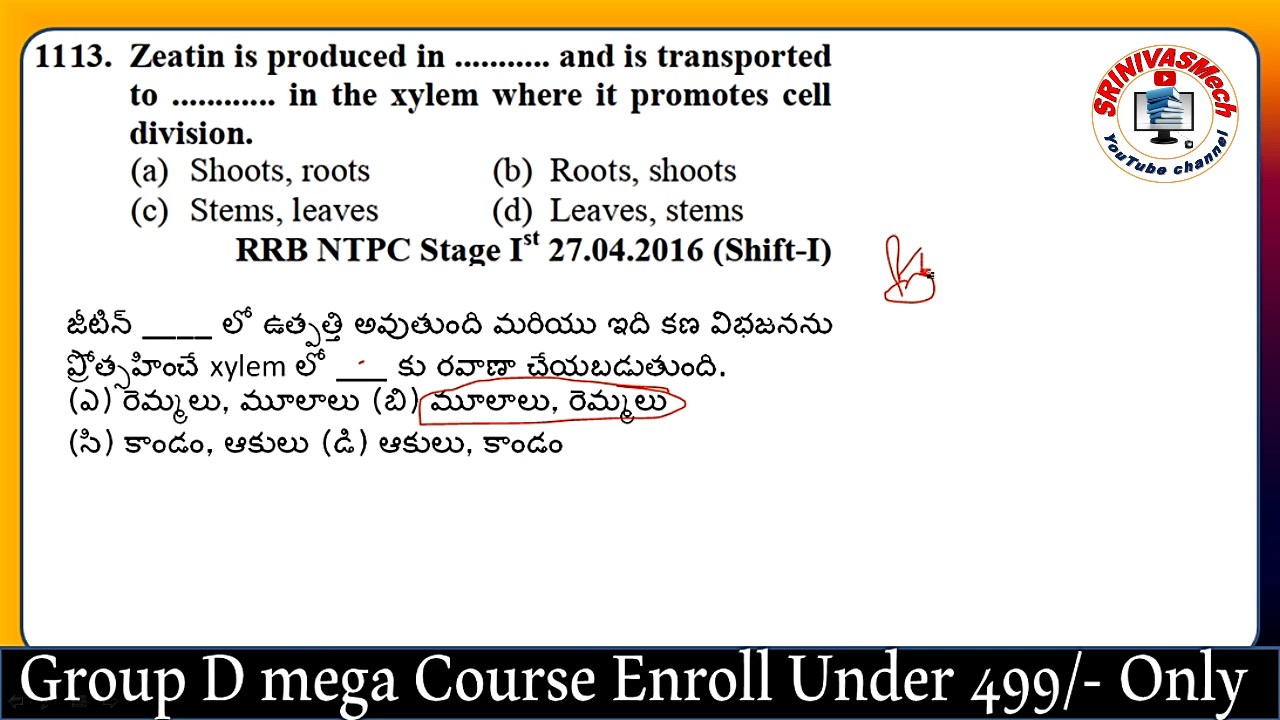 1113. Zeatin is produced in ........... and is transported
to ............ in the xylem where it promotes cell
division.
(a) Shoots, roots (b) Roots, shoots
(c) Stems, leaves (d) Leaves, stems
RRB NTPC Stage Ist 27.04.2016 (Shift-I)
జీటిన్ ____ లో ఉత్పత్తి అవుతుంది మరియు ఇది కణ విభజనను
ప్రోత్సహించే xylem లో ___ కు రవాణా చేయబడుతుంది.
(ఎ) రెమ్మలు, మూలాలు (బి) మూలాలు, రెమ్మలు
(సి) కాండం, ఆకులు (డి) ఆకులు, కాండం
SRINIVASMech
YouTube channel
Group D mega Course Enroll Under 499/- Only